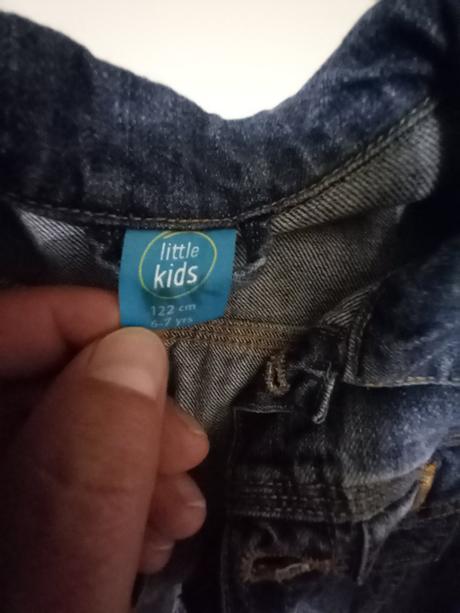 little
kids
122 cm
6-7 yrs